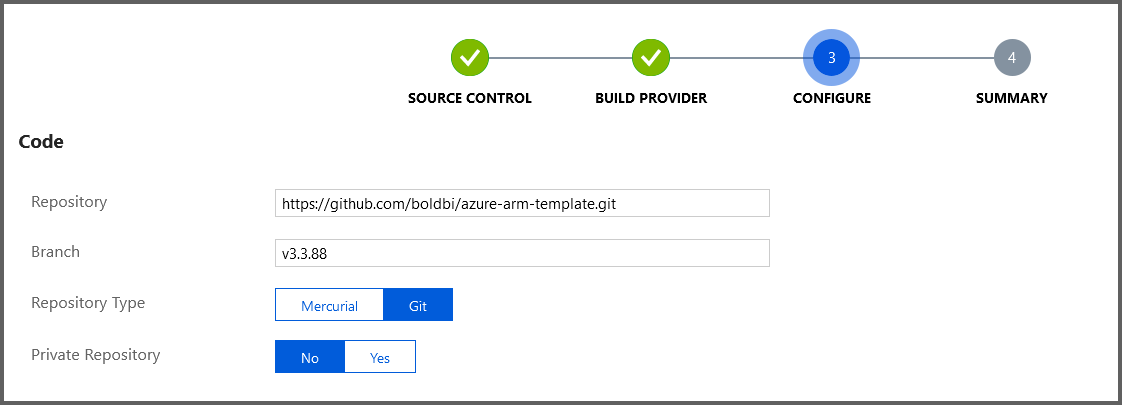 3
4
SOURCE CONTROL
BUILD PROVIDER
CONFIGURE
SUMMARY
Code
Repository
https://github.com/boldbi/azure-arm-template.git
Branch
v3.3.88
Repository Type
Mercurial
Git
Private Repository
No
Yes